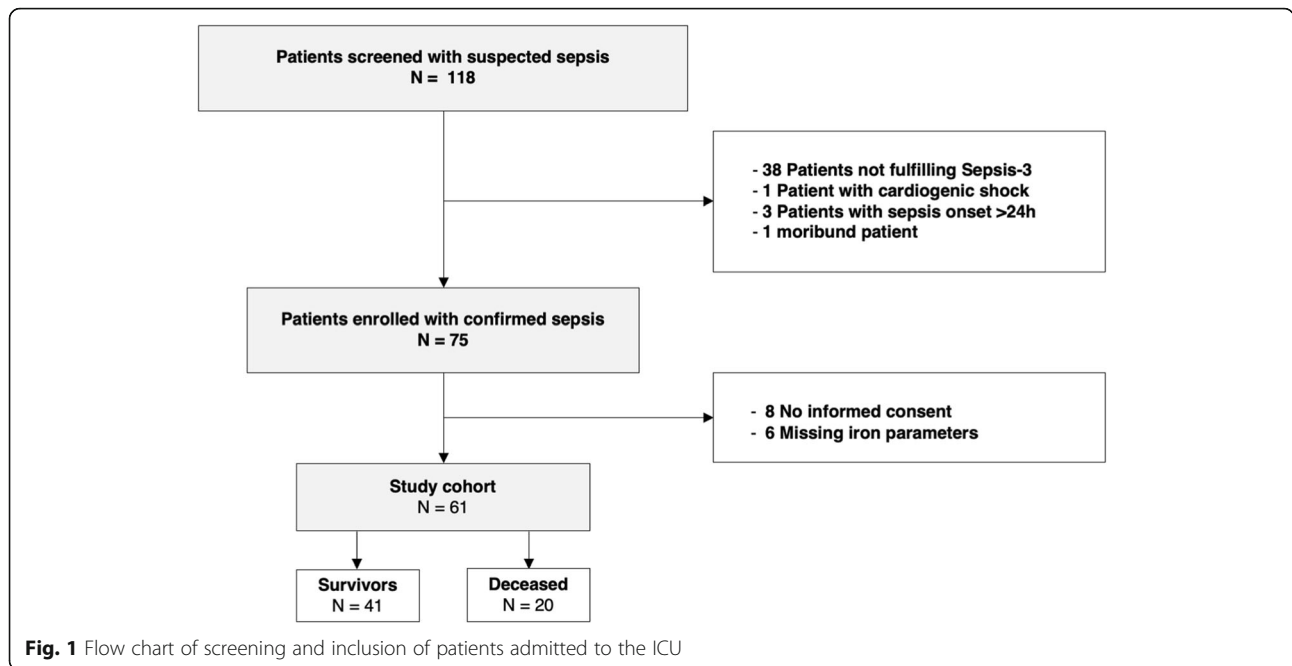 Patients screened with suspected sepsis
N = 118
- 38 Patients not fulfilling Sepsis-3
- 1 Patient with cardiogenic shock
- 3 Patients with sepsis onset >24h
- 1 moribund patient
Patients enrolled with confirmed sepsis
N = 75
- 8 No informed consent
- 6 Missing iron parameters
Study cohort
N = 61
Survivors
N = 41
Deceased
N = 20
Fig. 1 Flow chart of screening and inclusion of patients admitted to the ICU